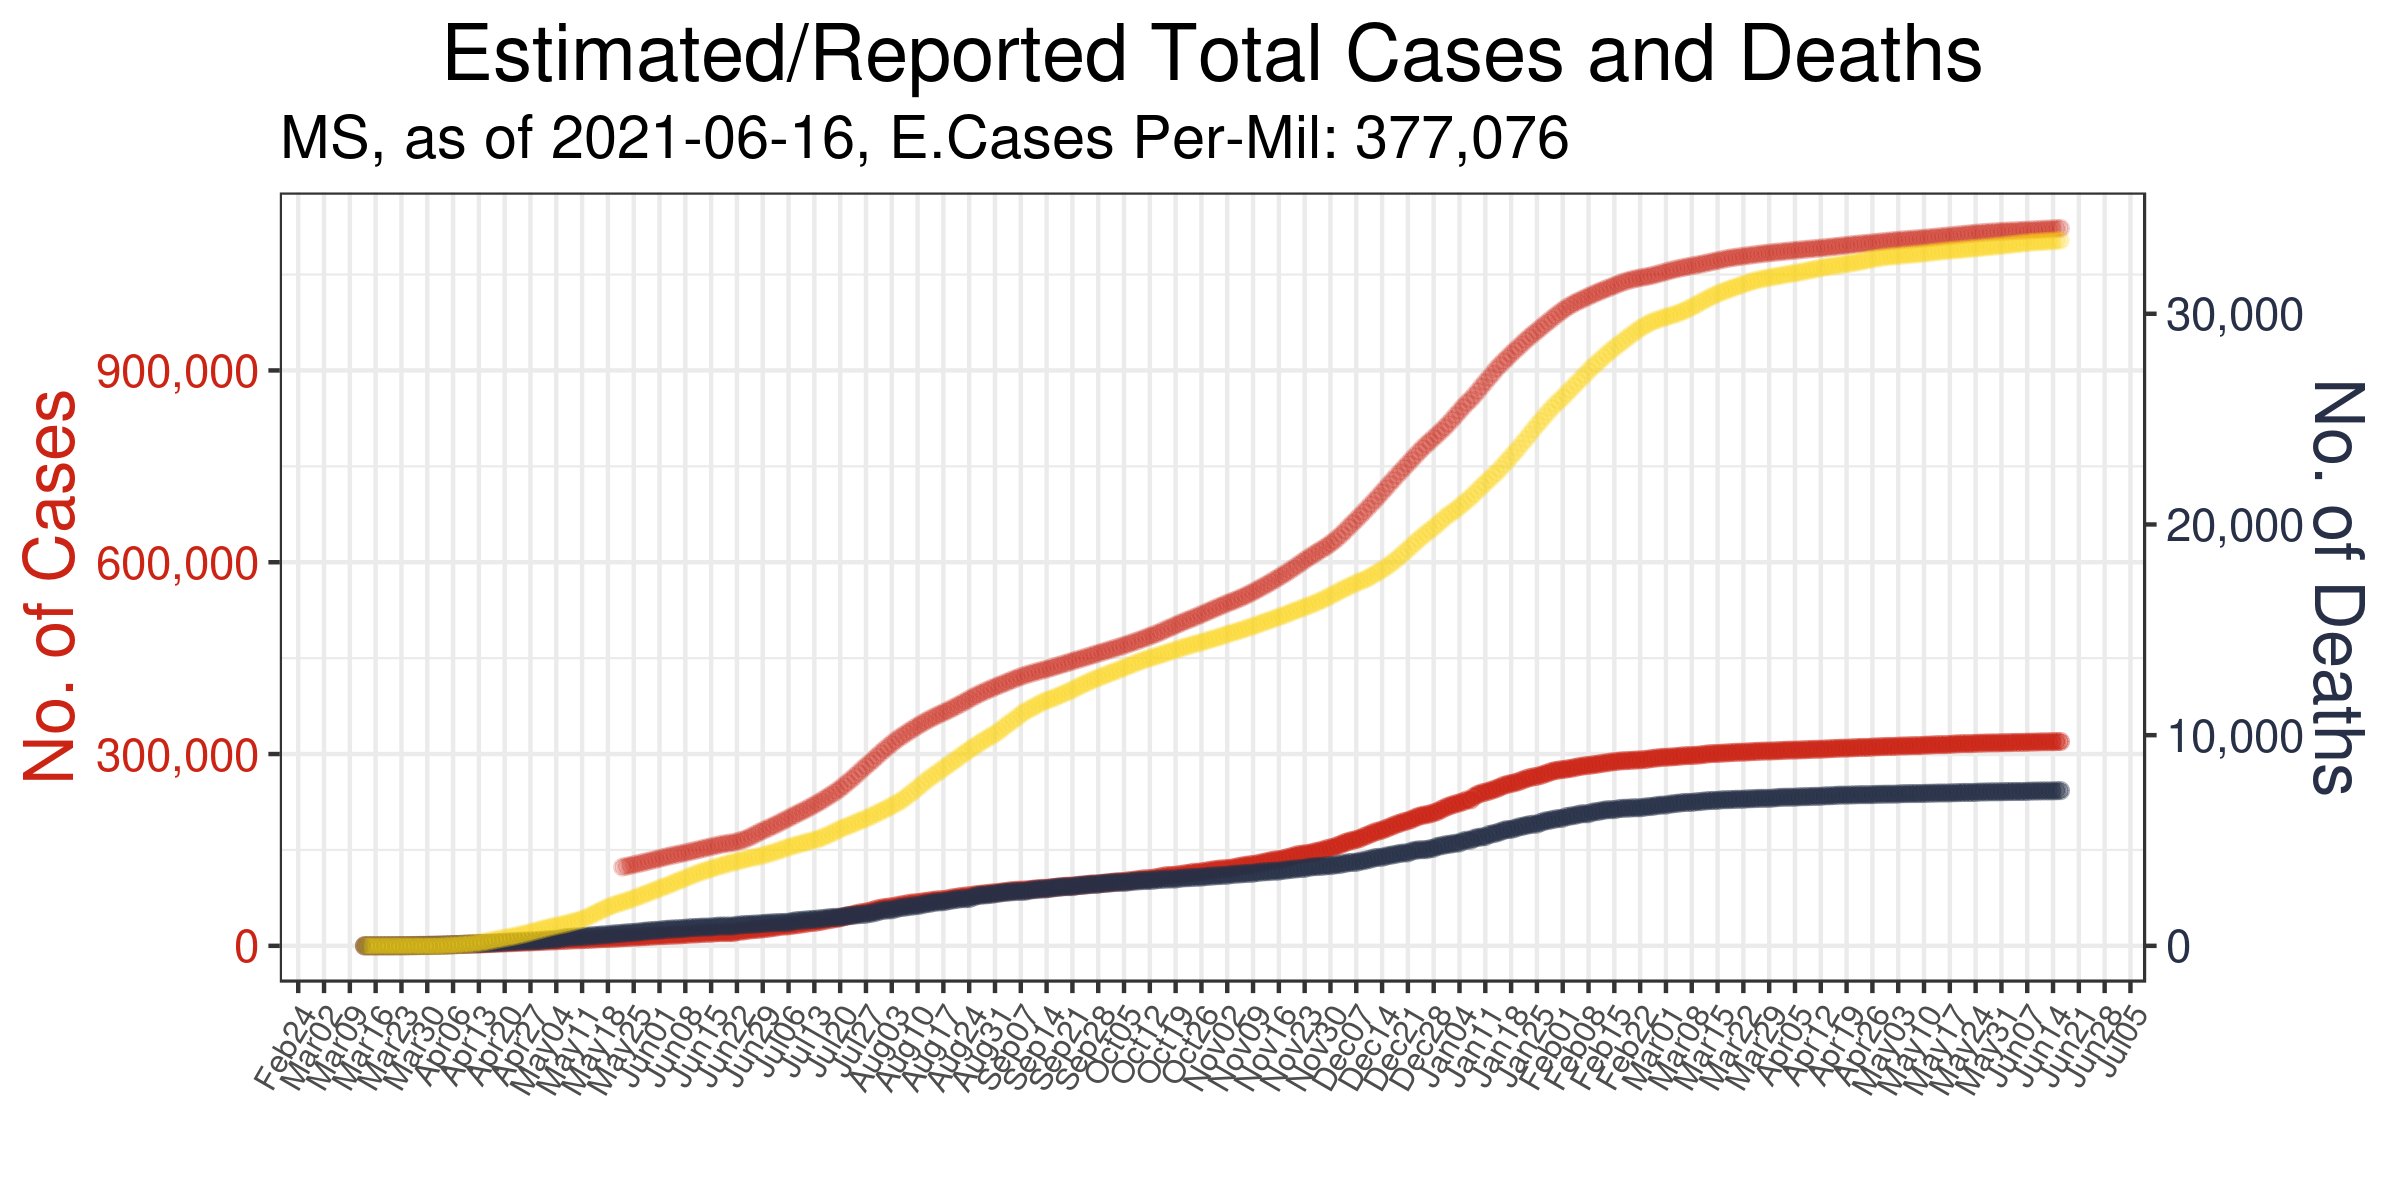 Estimated/Reported Total Cases and Deaths
MS, as of 2021-06-16, E.Cases Per-Mil: 377,076
No. of Cases
900,000
600,000
300,000
0
30,000
20,000
10,000
0
No. of Deaths
Feb24
Mar02
Mar09
Mar16
Mar23
Mar30
Apr06
Apr13
Apr20
Apr27
May04
May11
May18
May25
Jun01
Jun08
Jun15
Jun22
Jun29
Jul06
Jul13
Jul20
Jul27
Aug03
Aug10
Aug17
Aug24
Aug31
Sep07
Sep14
Sep21
Sep28
Oct05
Oct12
Oct19
Oct26
Nov02
Nov09
Nov16
Nov23
Nov30
Dec07
Dec14
Dec21
Dec28
Jan04
Jan11
Jan18
Jan25
Feb01
Feb08
Feb15
Feb22
Mar01
Mar08
Mar15
Mar22
Mar29
Apr05
Apr12
Apr19
Apr26
May03
May10
May17
May24
May31
Jun07
Jun14
Jun21
Jun28
Jul05